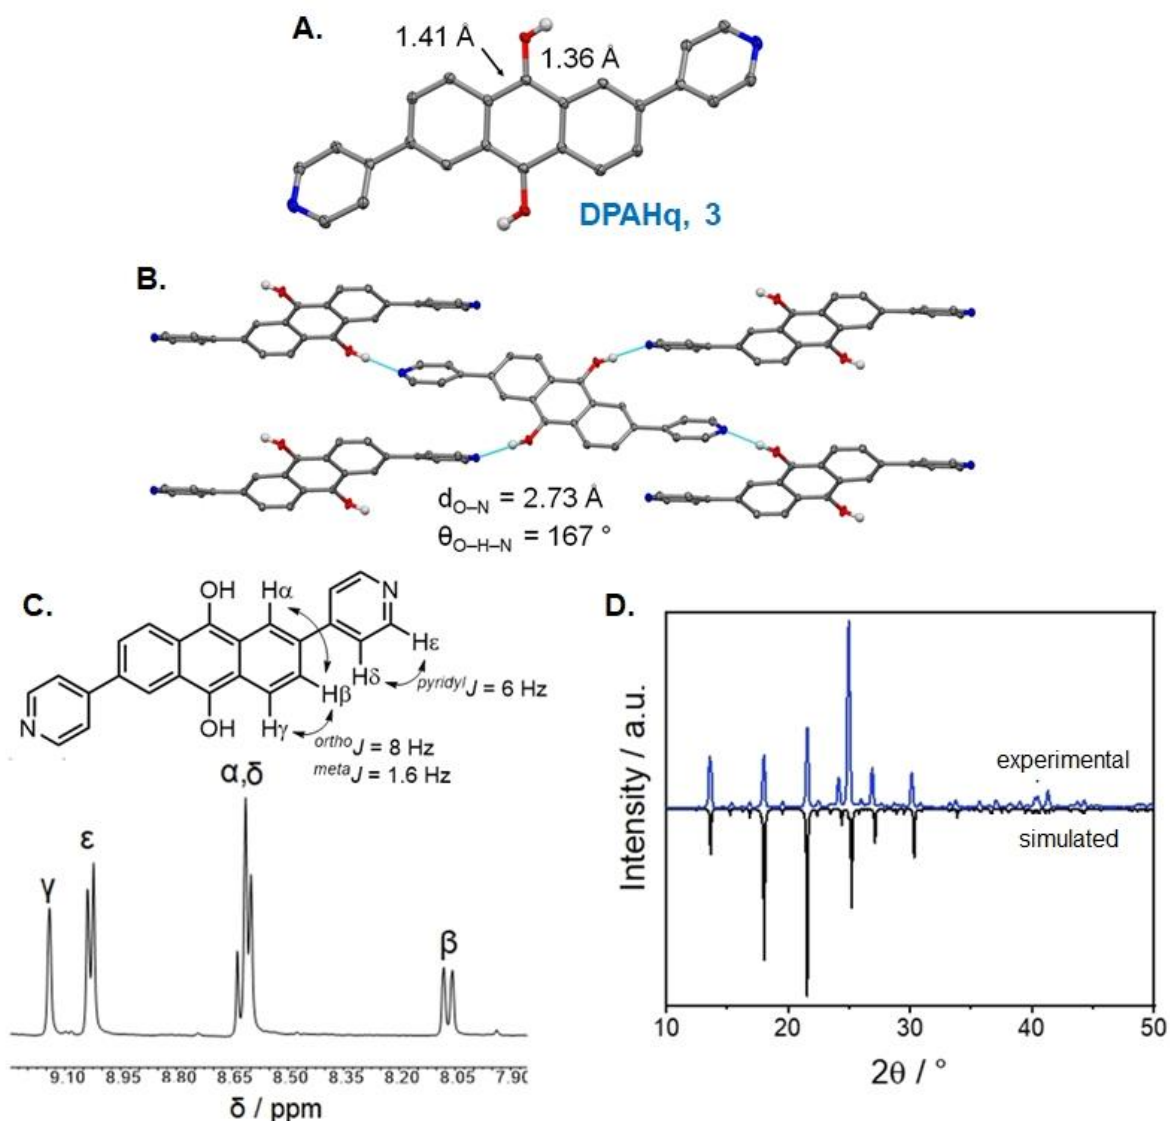 A.
1.41 Å
1.36 Å
DPAHq, 3
B.
dO–N = 2.73 Å
θO–H–N = 167 °
C.
OH
Hα
N
Hε
Hδ
pyridylJ = 6 Hz
Hβ
N
OH
Hγ
orthoJ = 8 Hz
metaJ = 1.6 Hz
α,δ
ε
γ
β
9.10 8.95 8.80 8.65 8.50 8.35 8.20 8.05 7.90
δ / ppm
D.
Intensity / a.u.
experimental
simulated
10 20 30 40 50
2θ / °